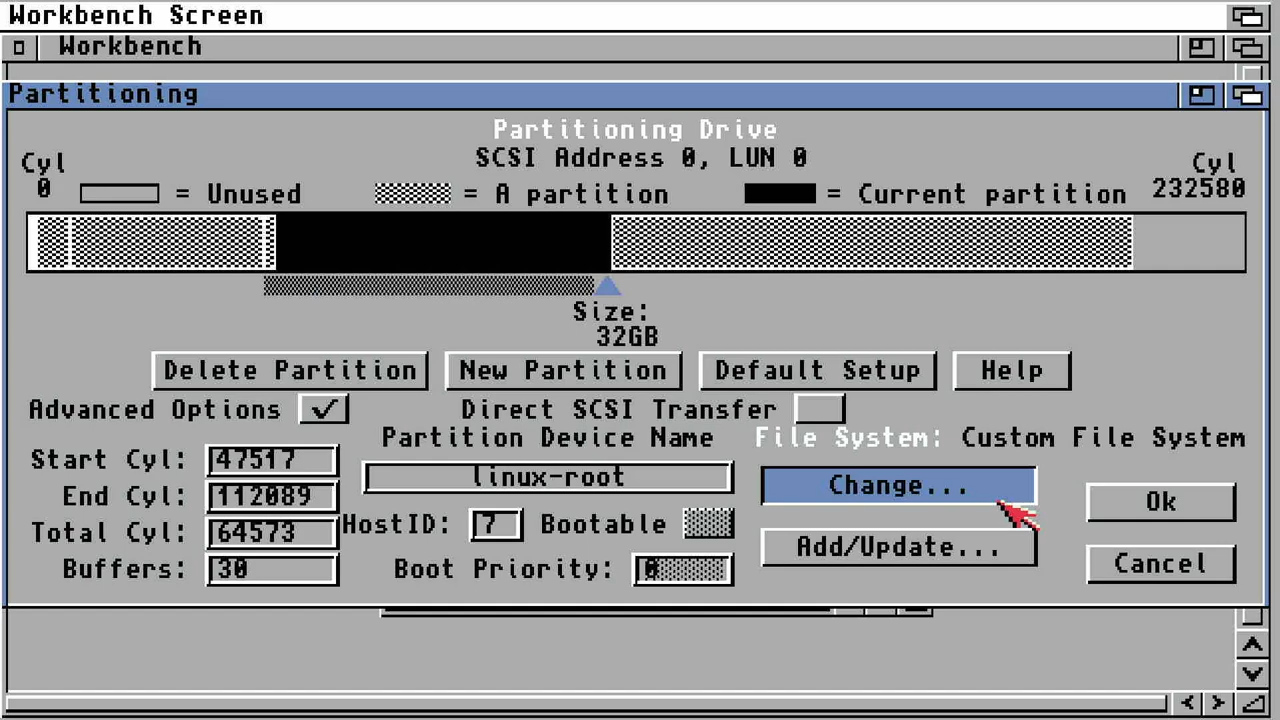 Workbench Screen
Workbench
Partitioning
Partitioning Drive
SCSI Address 0, LUN 0
Cyl
0
= Unused
= A partition
= Current partition
Cyl
232580
Size:
32GB
Delete Partition
New Partition
Default Setup
Help
Advanced Options
Direct SCSI Transfer
Partition Device Name
File System: Custom File System
Start Cyl: 47517
linux-root
Change...
End Cyl: 112089
Ok
Total Cyl: 64573
HostID: 7
Bootable
Add/Update...
Buffers: 30
Boot Priority: 0
Cancel